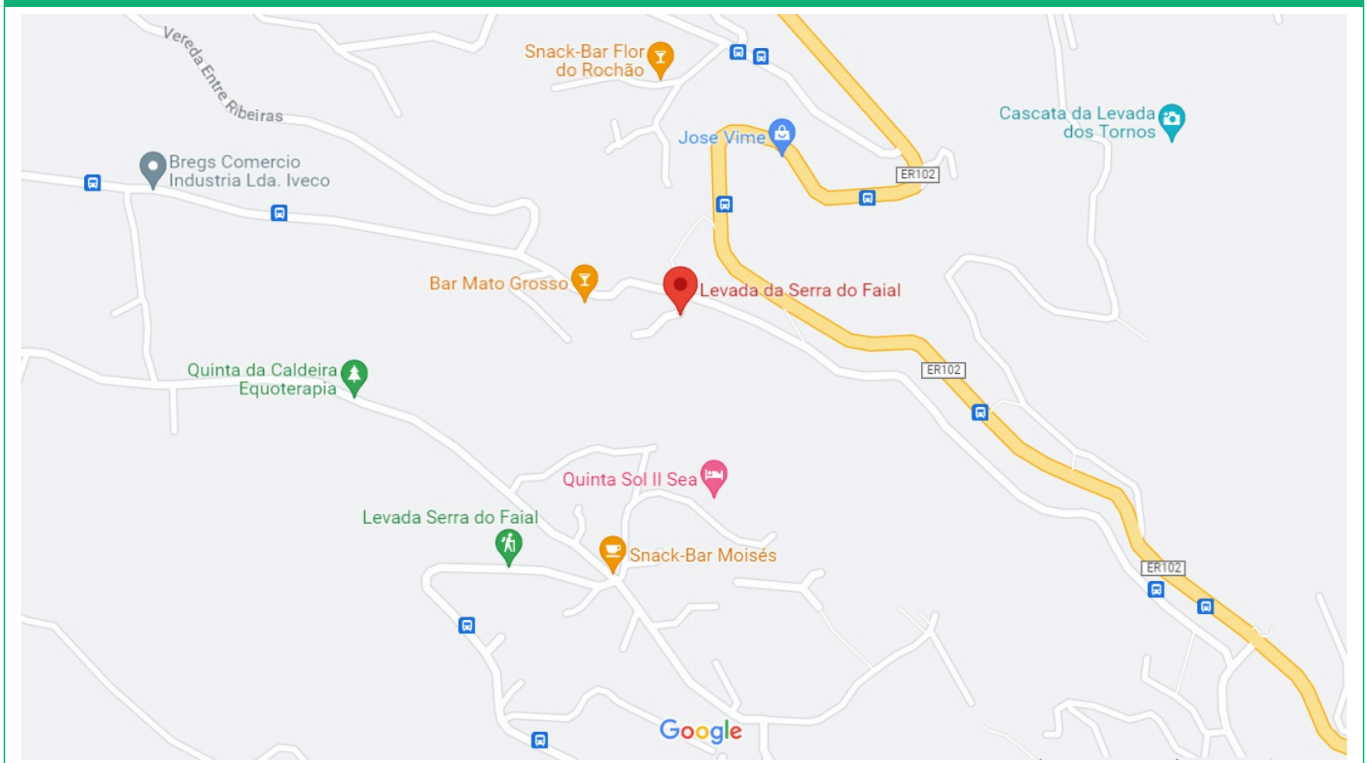 Vereda Entre Ribeiras
Snack-Bar Flor
do Rochão
Cascata da Levada
dos Tornos
Jose Vime
Bregs Comercio
Industria Lda. Iveco
ER102
Bar Mato Grosso
Levada da Serra do Faial
Quinta da Caldeira
Equoterapia
ER102
Quinta Sol II Sea
Levada Serra do Faial
Snack-Bar Moisés
ER102
Google